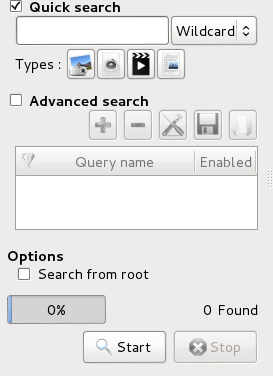 Quick search
Wildcard
Types :
Advanced search
Query name Enabled
Options
Search from root
0% 0 Found
Start Stop